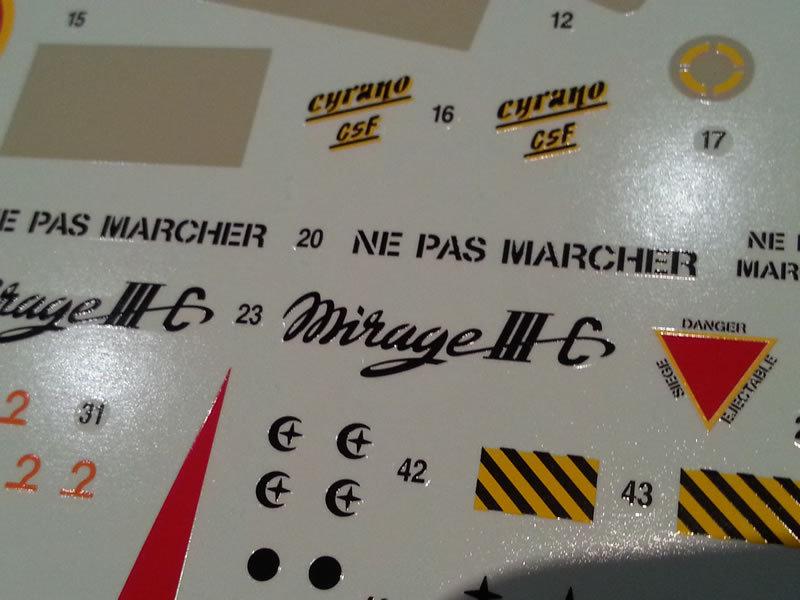 15
12
cyrano
CSF
16
cyrano
CSF
17
NE PAS MARCHER
20
NE PAS MARCHER
NE
MAR
Mirage III C
23
Mirage III C
DANGER
SIEGE
EJECTABLE
2
31
2 2
42
43